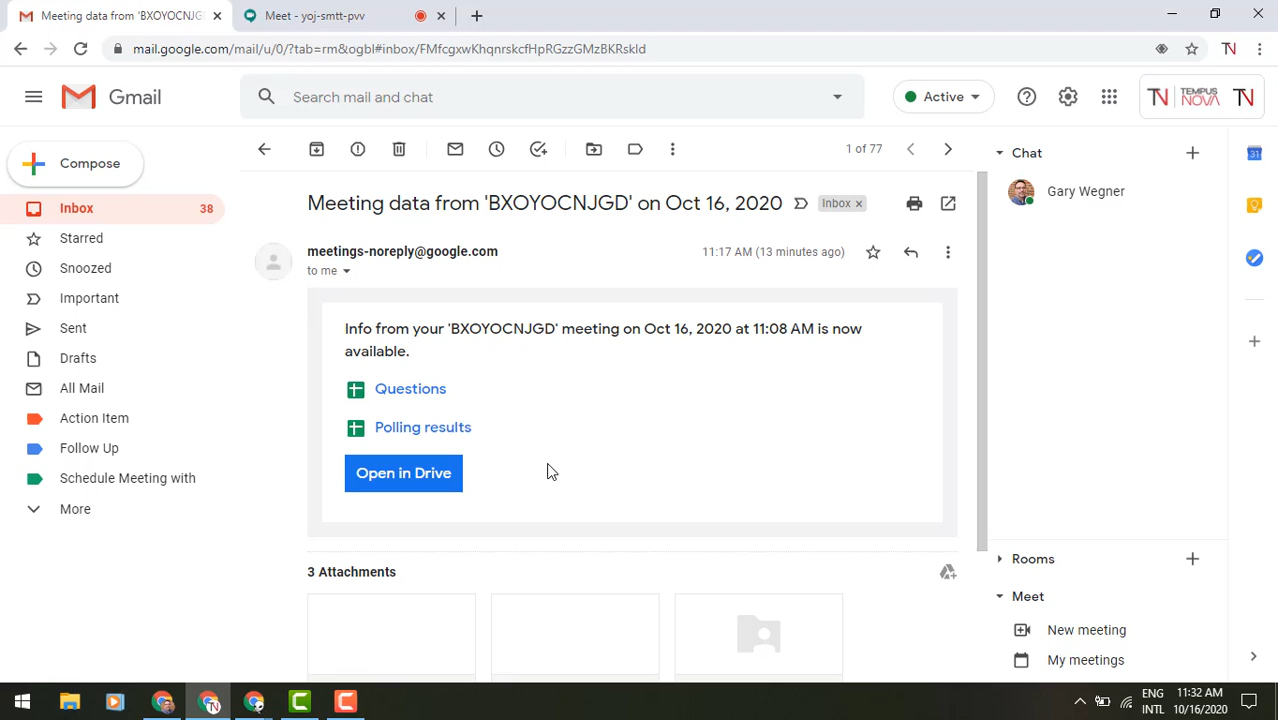 Meeting data from 'BXOYOCNJGD
Meet - yoj-smtt-pvv
mail.google.com/mail/u/0/?tab=rm&ogbl#inbox/FMfcgxwKhqnrskcfHpRGzzGMzBKRskld
Gmail
Search mail and chat
Active
TEMPUS
NOVA
Compose
1 of 77
Chat
Meeting data from 'BXOYOCNJGD' on Oct 16, 2020
Inbox
Gary Wegner
Inbox 38
Starred
Snoozed
Important
Sent
Drafts
All Mail
Action Item
Follow Up
Schedule Meeting with
More
meetings-noreply@google.com
11:17 AM (13 minutes ago)
to me
Info from your 'BXOYOCNJGD' meeting on Oct 16, 2020 at 11:08 AM is now
available.
Questions
Polling results
Open in Drive
3 Attachments
Rooms
Meet
New meeting
My meetings
ENG
INTL
11:32 AM
10/16/2020